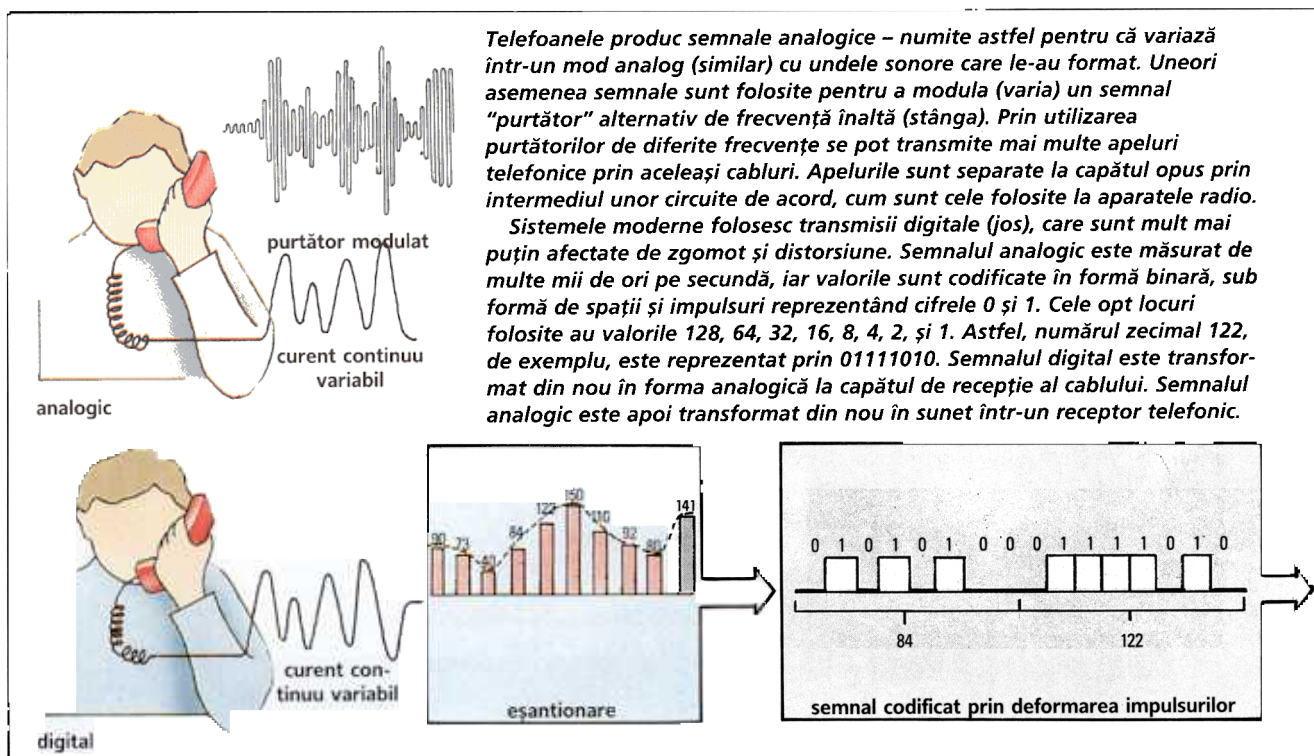 Telefoanele produc semnale analogice – numite astfel pentru că variază
într-un mod analog (similar) cu undele sonore care le-au format. Uneori
asemenea semnale sunt folosite pentru a modula (varia) un semnal
"purtător" alternativ de frecvență înaltă (stânga). Prin utilizarea
purtătorilor de diferite frecvențe se pot transmite mai multe apeluri
telefonice prin aceleași cabluri. Apelurile sunt separate la capătul opus prin
intermediul unor circuite de acord, cum sunt cele folosite la aparatele radio.
Sistemele moderne folosesc transmisii digitale (jos), care sunt mult mai
puțin afectate de zgomot și distorsiune. Semnalul analogic este măsurat de
multe mii de ori pe secundă, iar valorile sunt codificate în formă binară, sub
formă de spații și impulsuri reprezentând cifrele 0 și 1. Cele opt locuri
folosite au valorile 128, 64, 32, 16, 8, 4, 2, și 1. Astfel, numărul zecimal 122,
de exemplu, este reprezentat prin 01111010. Semnalul digital este transfor-
mat din nou în forma analogică la capătul de recepție al cablului. Semnalul
analogic este apoi transformat din nou în sunet într-un receptor telefonic.
purtător modulat
curent continuu
variabil
analogic
curent con-
tinuu variabil
digital
90 73 40 84 122 150 110 92 80 141
eșantionare
0 1 0 1 0 1 0 0 0 1 1 1 1 0 1 0
84 122
semnal codificat prin deformarea impulsurilor